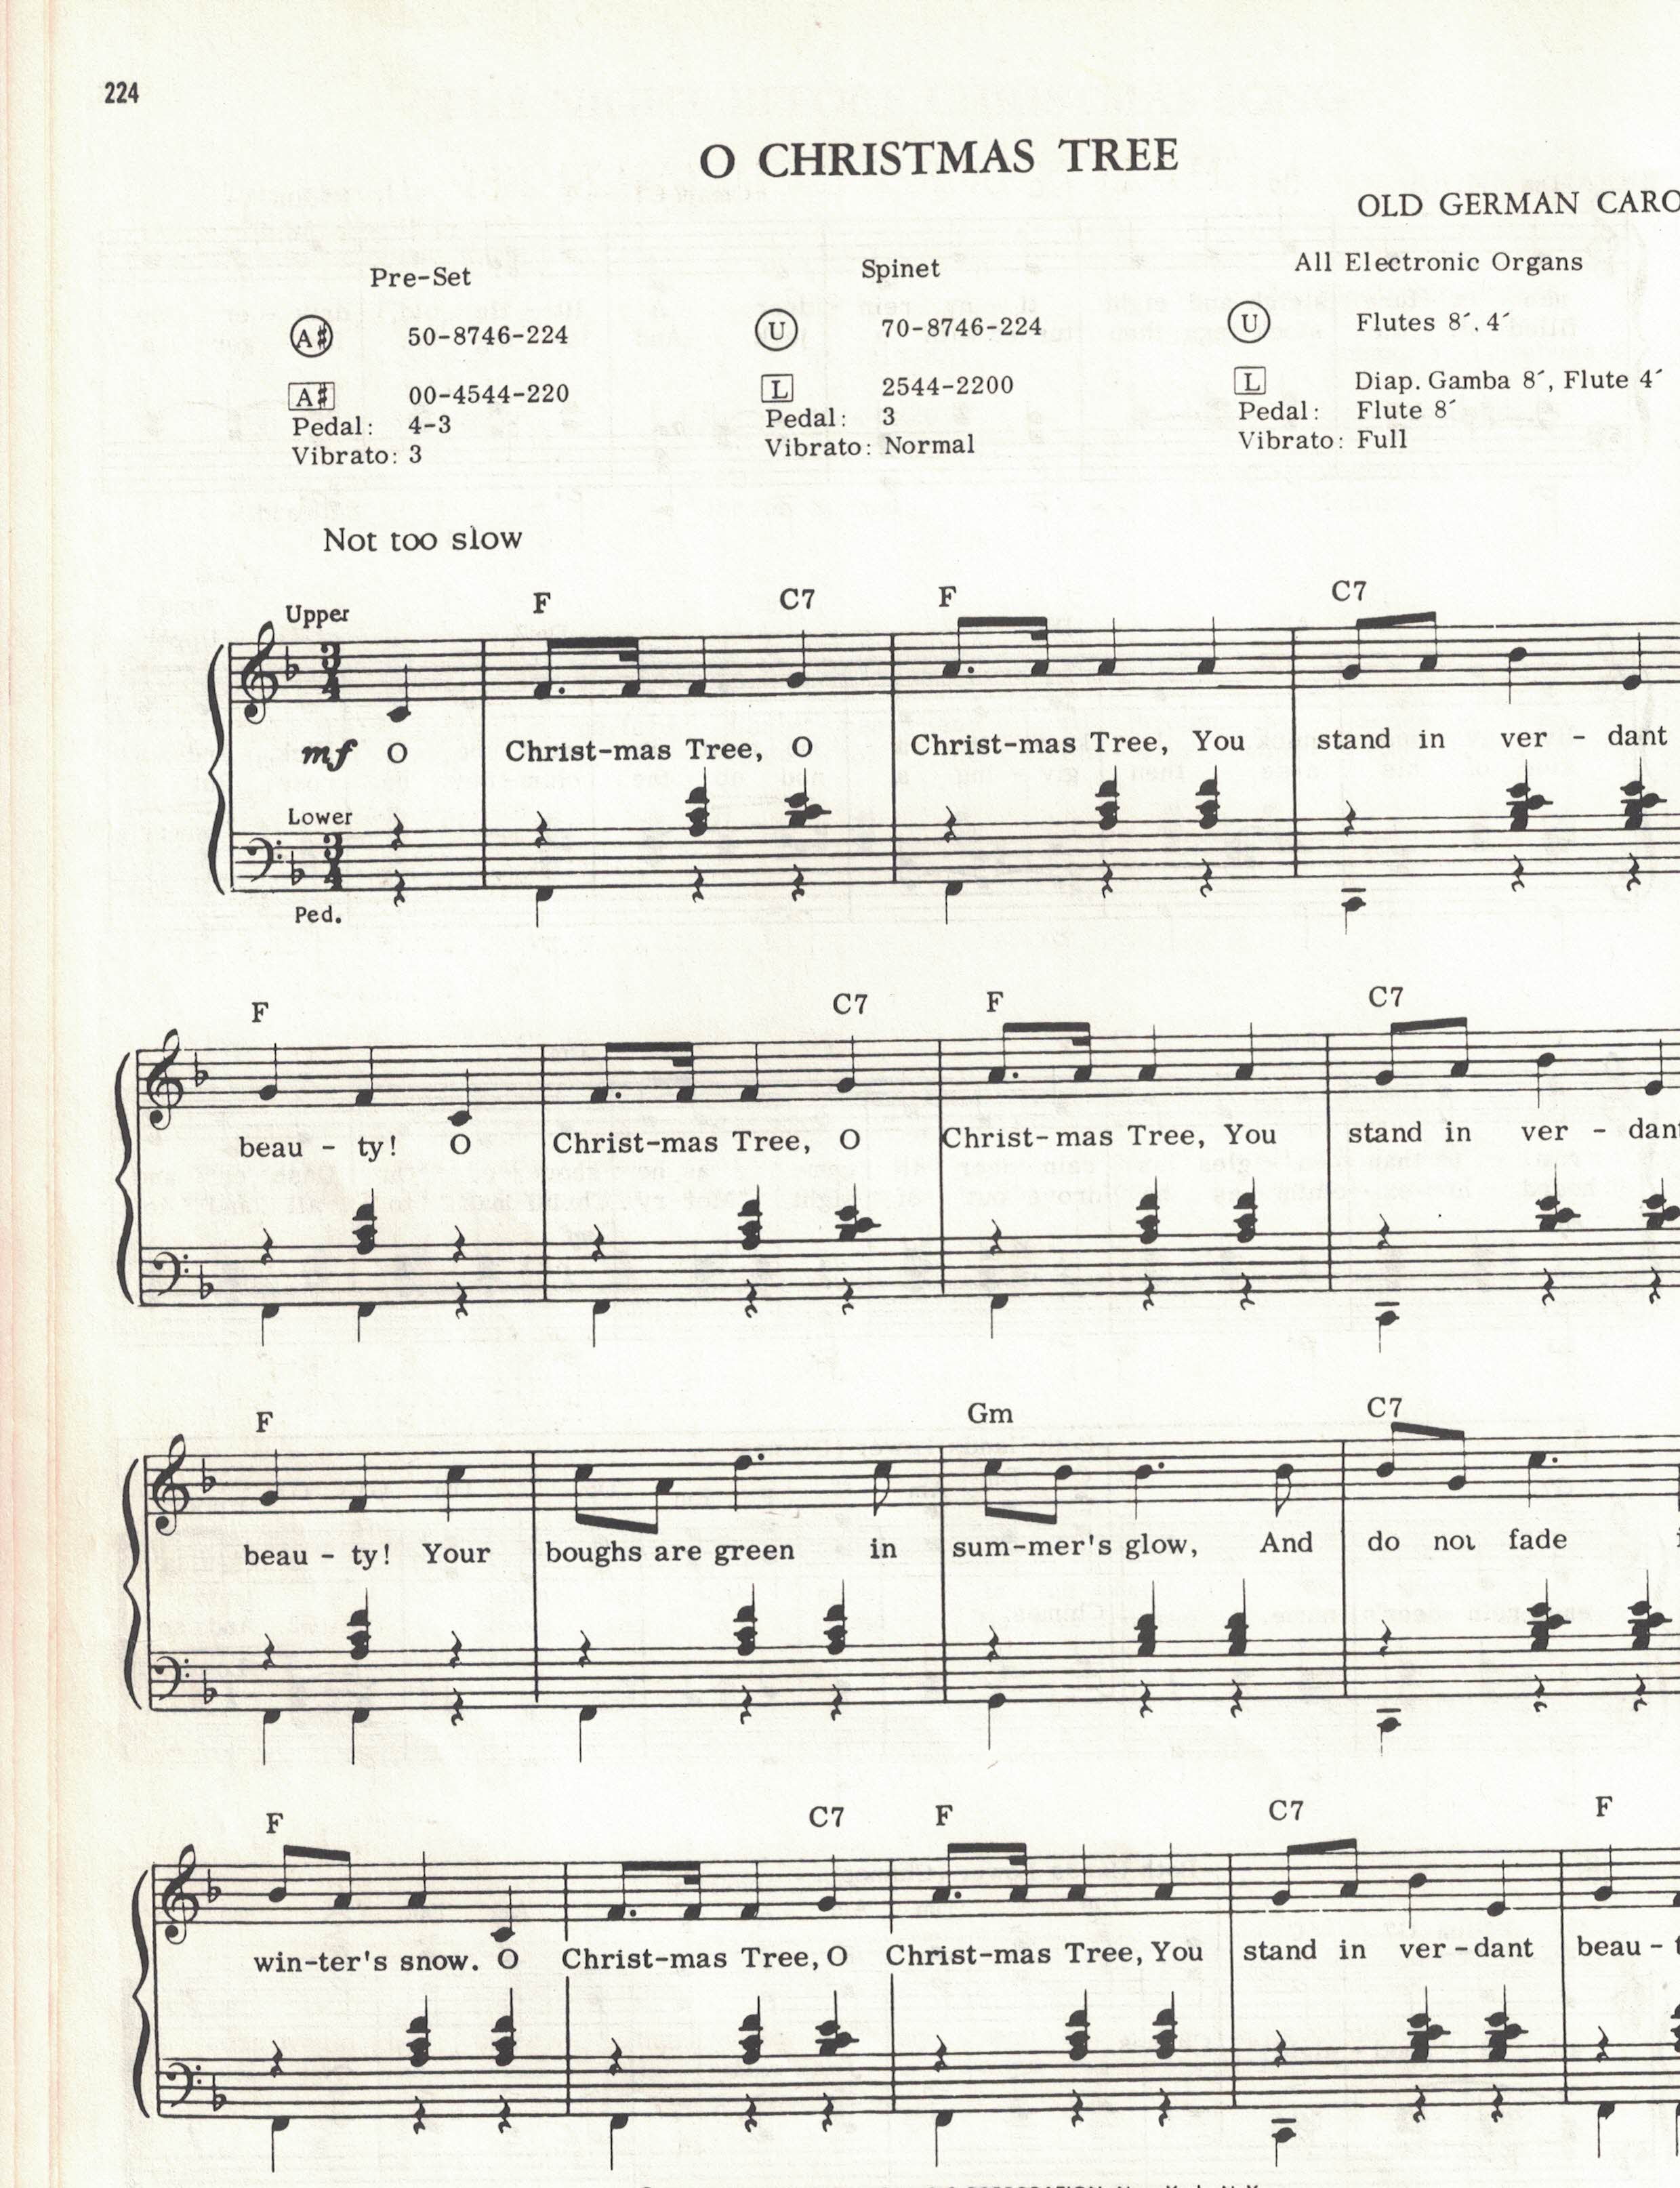 224
O CHRISTMAS TREE
OLD GERMAN CARO
Pre-Set
A♯ 50-8746-224
A♯ 00-4544-220
Pedal: 4-3
Vibrato: 3
Spinet
U 70-8746-224
L 2544-2200
Pedal: 3
Vibrato: Normal
All Electronic Organs
U Flutes 8´. 4´
L Diap. Gamba 8´, Flute 4´
Pedal: Flute 8´
Vibrato: Full
Not too slow
F C7 F C7
Upper
3 4
mf O Christ-mas Tree, O Christ-mas Tree, You stand in ver - dant
Lower
3 4
Ped.
F C7 F C7
beau - ty! O Christ-mas Tree, O Christ-mas Tree, You stand in ver - dant
F Gm C7
beau - ty! Your boughs are green in sum-mer's glow, And do not fade
F C7 F C7 F
win-ter's snow. O Christ-mas Tree, O Christ-mas Tree, You stand in ver-dant beau -